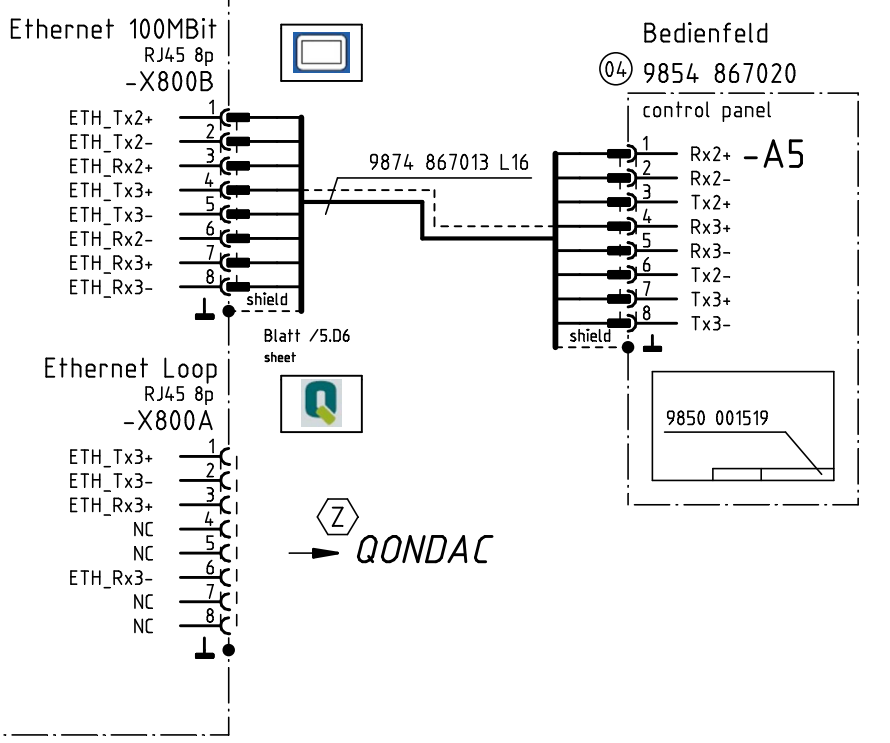 Ethernet 100MBit
RJ45 8p
-X800B
ETH_Tx2+ 1
ETH_Tx2- 2
ETH_Rx2+ 3
ETH_Tx3+ 4
ETH_Tx3- 5
ETH_Rx2- 6
ETH_Rx3+ 7
ETH_Rx3- 8
shield
Blatt /5.D6
sheet
9874 867013 L16
Bedienfeld
04 9854 867020
control panel
-A5
1 Rx2+
2 Rx2-
3 Tx2+
4 Rx3+
5 Rx3-
6 Tx2-
7 Tx3+
8 Tx3-
shield
9850 001519
Ethernet Loop
RJ45 8p
-X800A
ETH_Tx3+ 1
ETH_Tx3- 2
ETH_Rx3+ 3
NC 4
NC 5
ETH_Rx3- 6
NC 7
NC 8
Q
Z
QONDAC